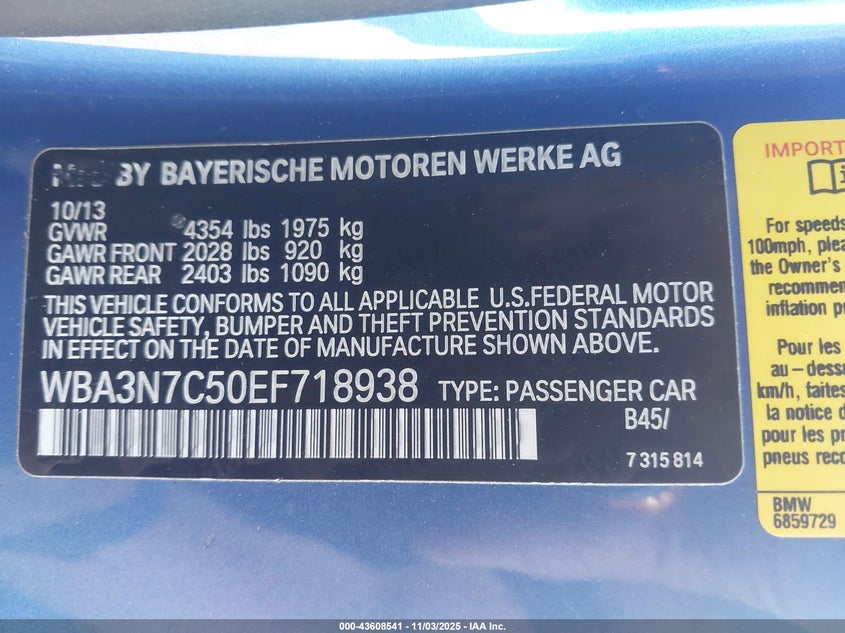 BY BAYERISCHE MOTOREN WERKE AG
10/13
GVWR 4354 lbs 1975 kg
GAWR FRONT 2028 lbs 920 kg
GAWR REAR 2403 lbs 1090 kg
THIS VEHICLE CONFORMS TO ALL APPLICABLE U.S.FEDERAL MOTOR
VEHICLE SAFETY, BUMPER AND THEFT PREVENTION STANDARDS
IN EFFECT ON THE DATE OF MANUFACTURE SHOWN ABOVE.
WBA3N7C50EF718938 TYPE: PASSENGER CAR
B45/
7 315 814
IMPORT
For speeds
100mph, plea
the Owner's
recommen
inflation p
Pour les
au - dessu
km/h, faites
la notice d
pour les pr
pneus reco
BMW
6859729
000-43608541 - 11/03/2025 - IAA Inc.